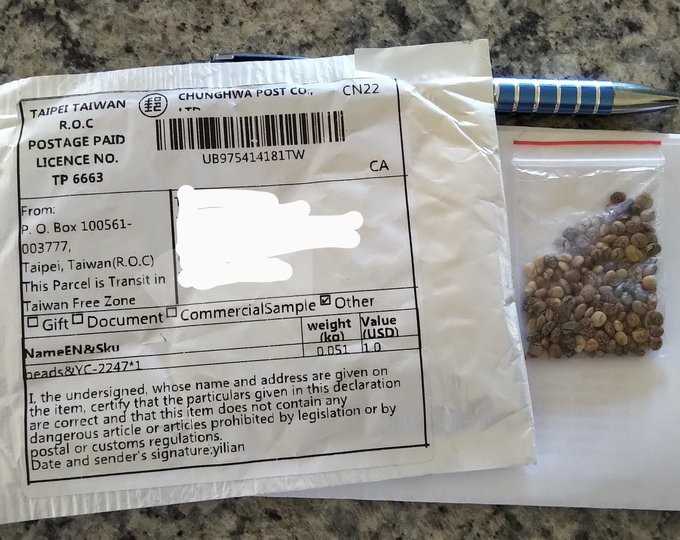 TAIPEI TAIWAN
R.O.C
POSTAGE PAID
LICENCE NO.
TP 6663
CHUNGHWA POST CO.,
LTD
CN22
UB975414181TW
CA
From:
P. O. Box 100561-
003777,
Taipei, Taiwan(R.O.C)
This Parcel is Transit in
Taiwan Free Zone
Gift Document CommercialSample Other
NameEN&Sku weight (kg) Value (USD)
beads&YC-2247*1 0.051 1.0
I, the undersigned, whose name and address are given on
the item, certify that the particulars given in this declaration
are correct and that this item does not contain any
dangerous article or articles prohibited by legislation or by
postal or customs regulations.
Date and sender's signature:yilian